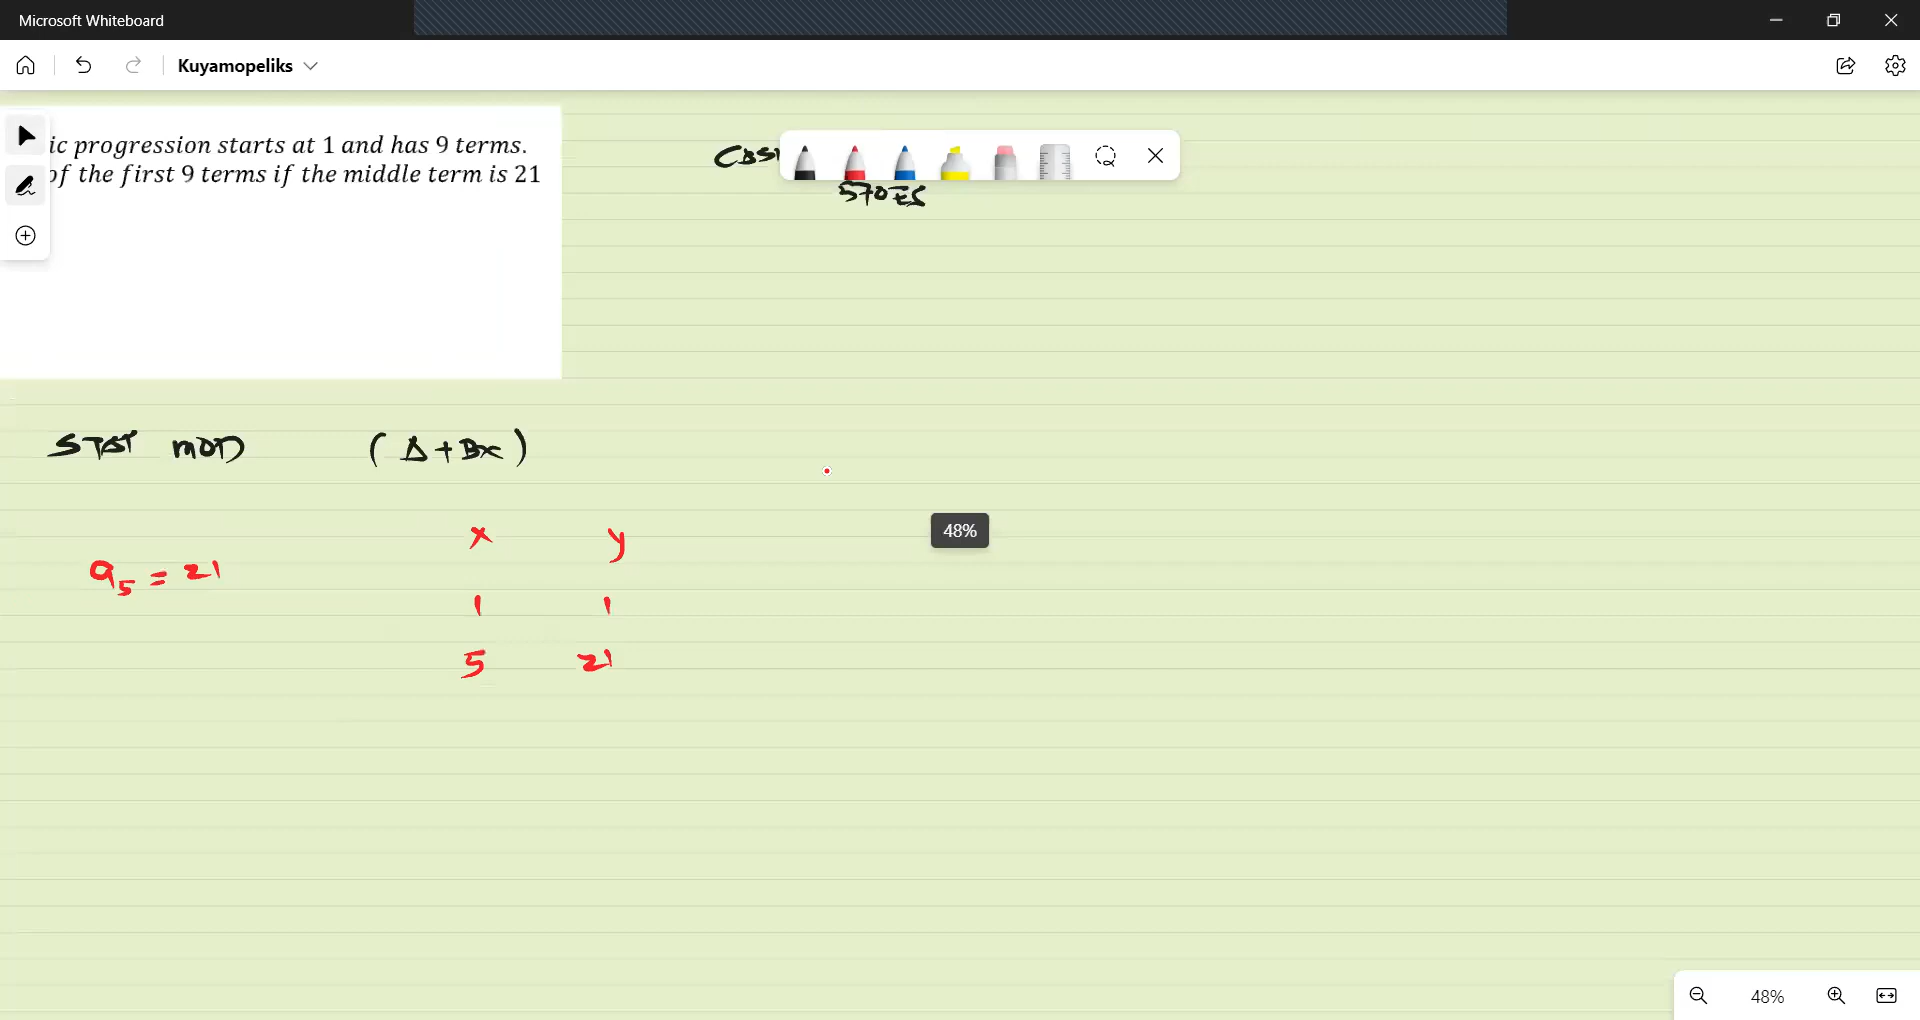 Microsoft Whiteboard
Kuyamopeliks
ic progression starts at 1 and has 9 terms.
of the first 9 terms if the middle term is 21
570ES
STAT MOD (A+BX)
x y
a5 = 21
1 1
5 21
48%
48%